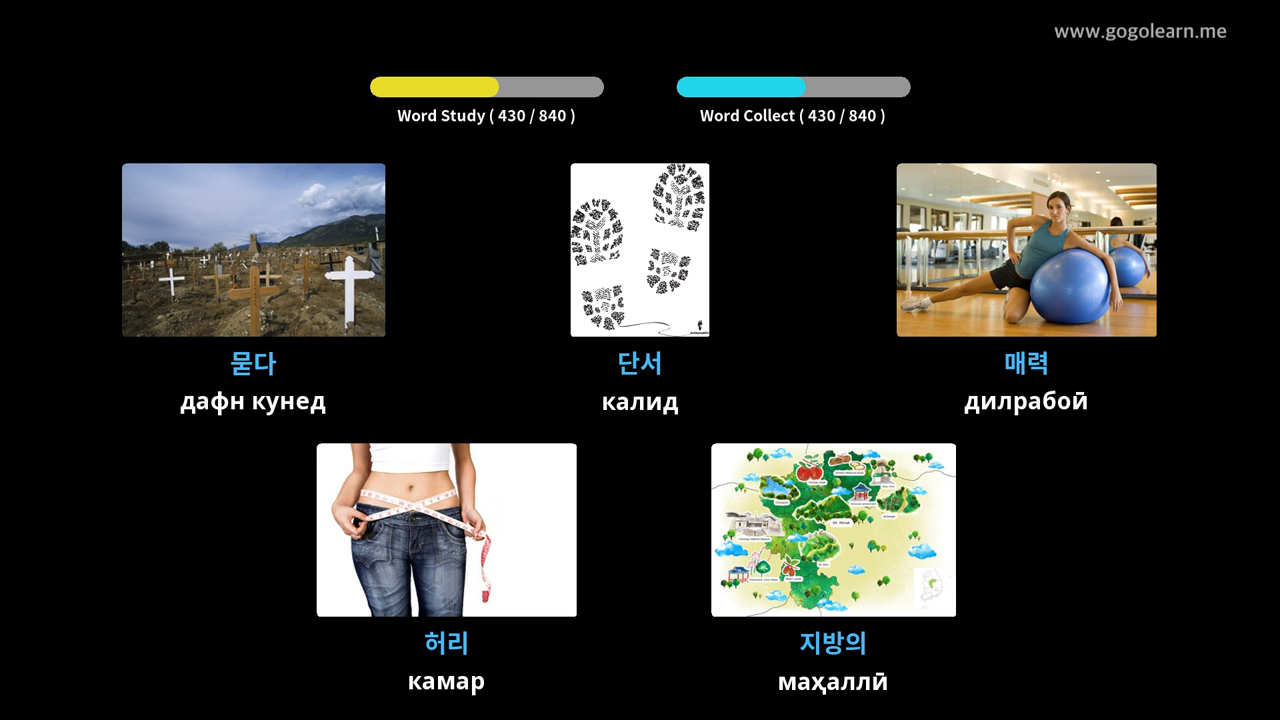 www.gogolearn.me
Word Study ( 430 / 840 )
Word Collect ( 430 / 840 )
묻다
단서
매력
дафн кунед
калид
дилрабоӣ
허리
지방의
камар
маҳаллӣ